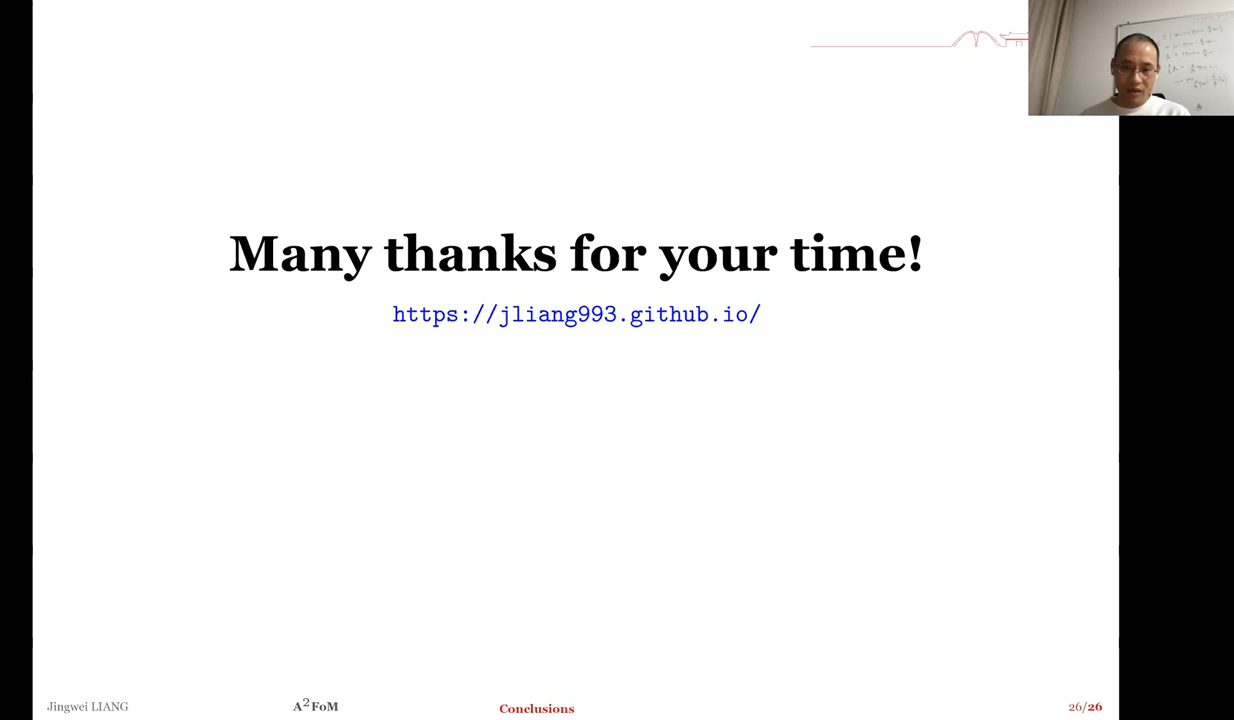 Many thanks for your time!
https://jliang993.github.io/
Jingwei LIANG
A²FoM
Conclusions
26/26